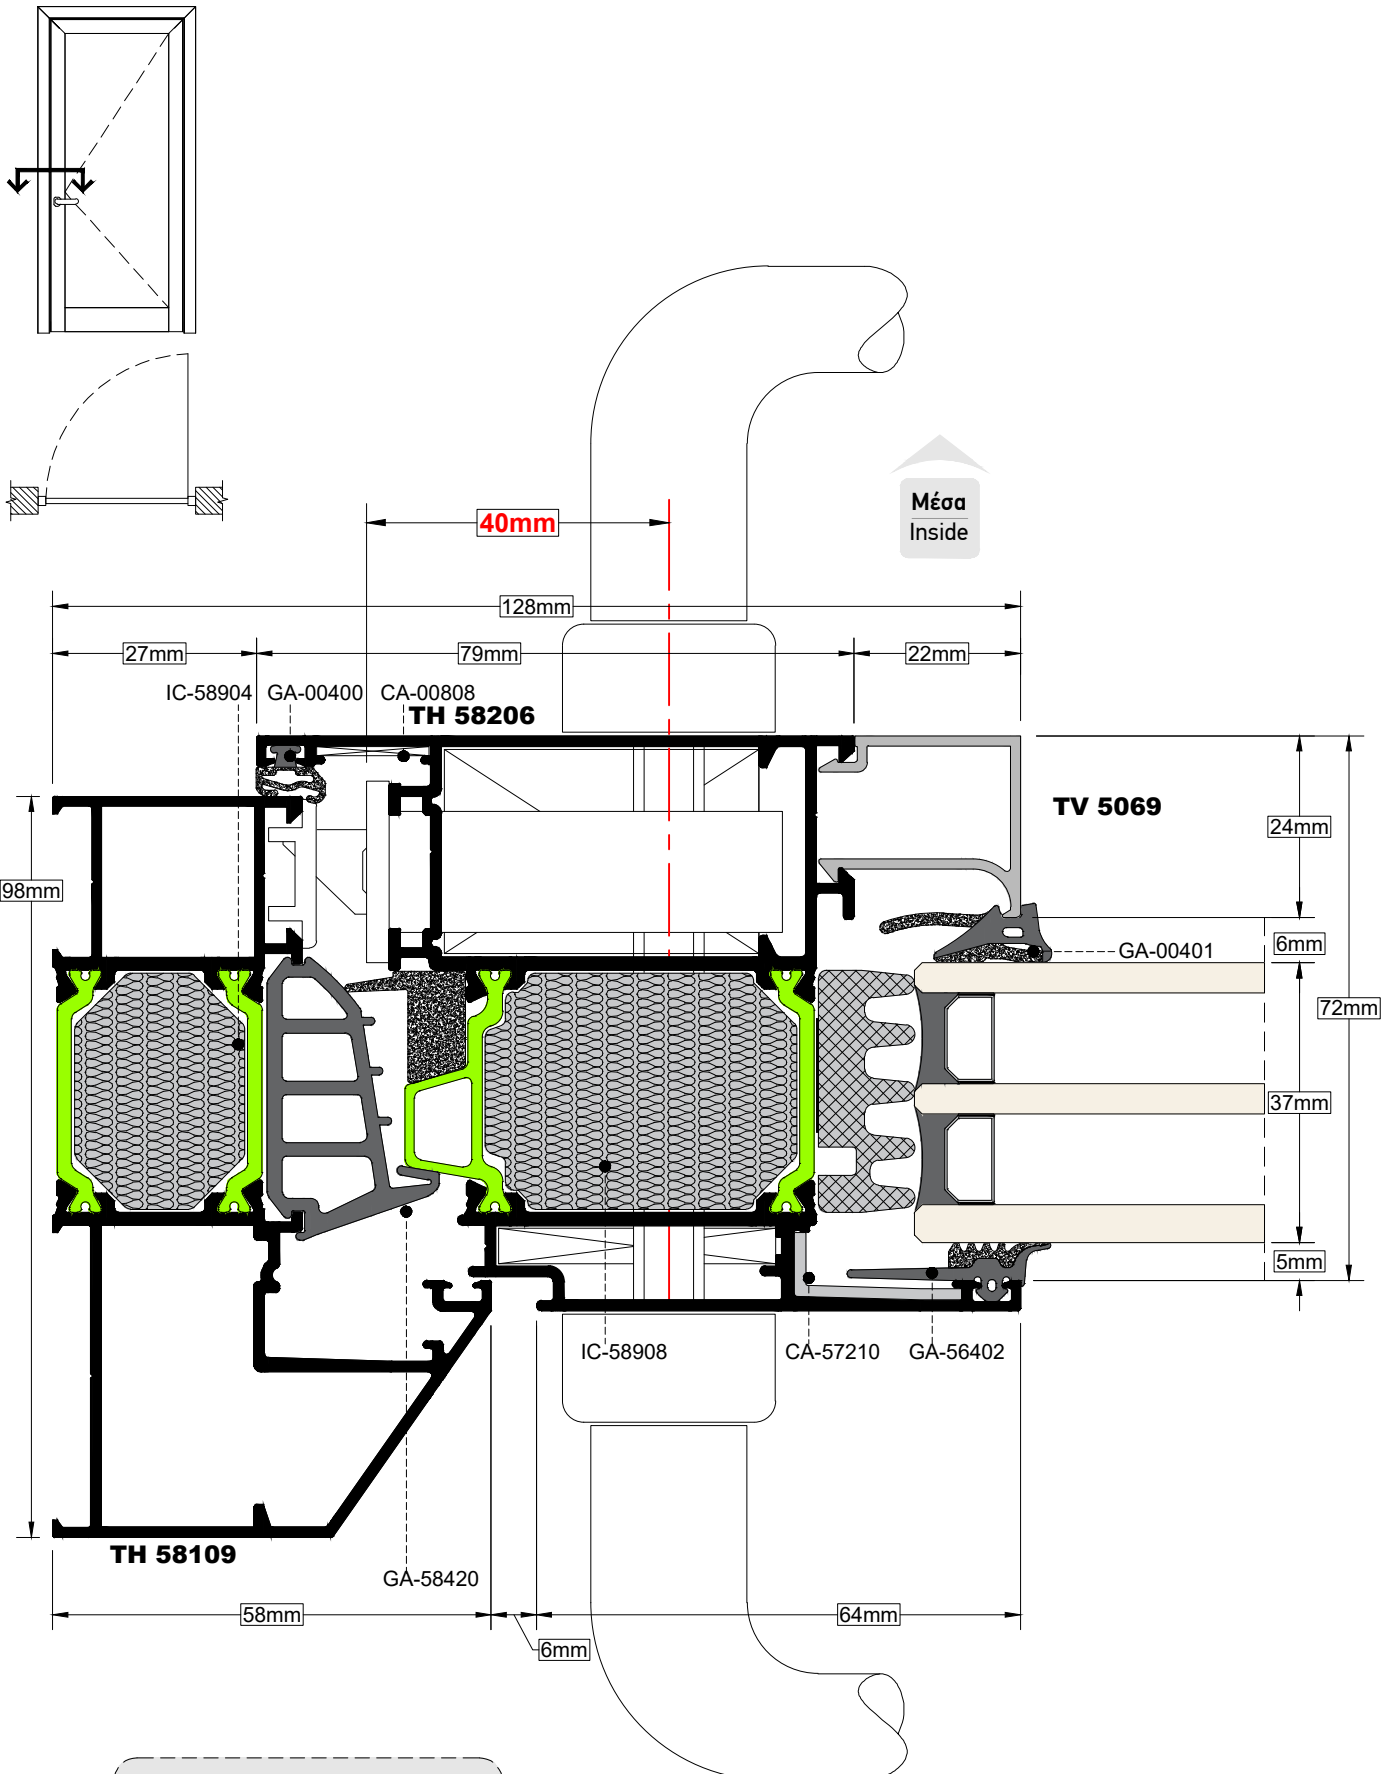 Μέσα
Inside
40mm
128mm
27mm
79mm
22mm
IC-58904
GA-00400
CA-00808
TH 58206
TV 5069
24mm
98mm
6mm
GA-00401
72mm
37mm
5mm
IC-58908
CA-57210
GA-56402
TH 58109
GA-58420
58mm
64mm
6mm